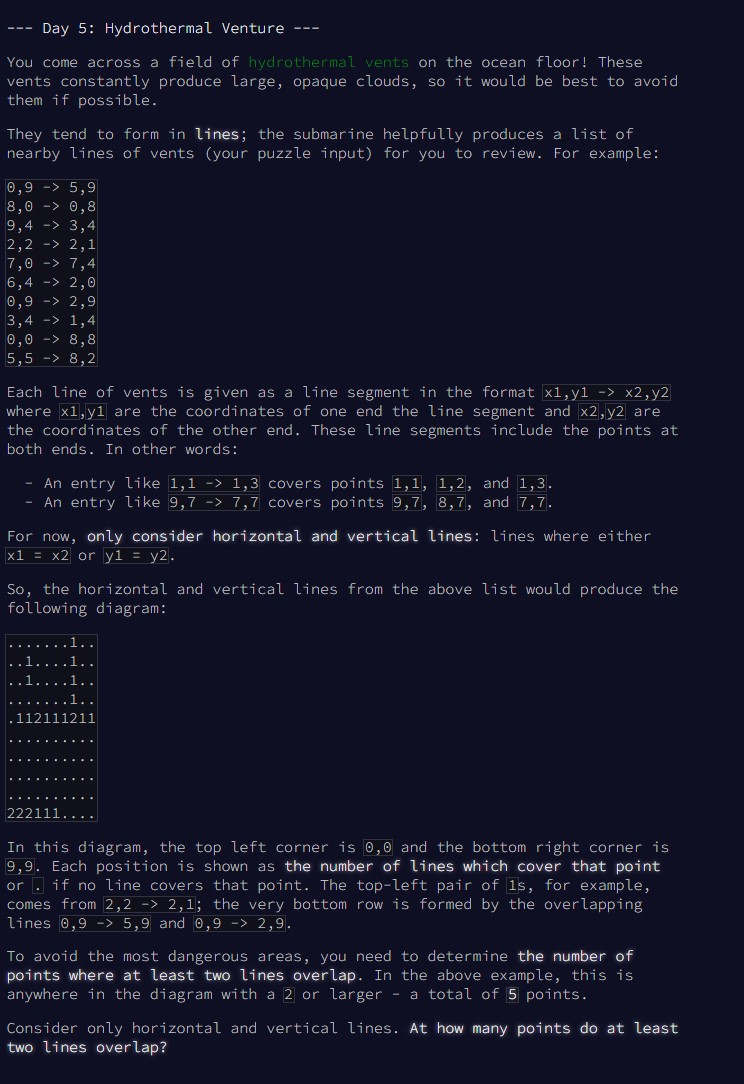 --- Day 5: Hydrothermal Venture ---
You come across a field of hydrothermal vents on the ocean floor! These
vents constantly produce large, opaque clouds, so it would be best to avoid
them if possible.
They tend to form in lines; the submarine helpfully produces a list of
nearby lines of vents (your puzzle input) for you to review. For example:
0,9 -> 5,9
8,0 -> 0,8
9,4 -> 3,4
2,2 -> 2,1
7,0 -> 7,4
6,4 -> 2,0
0,9 -> 2,9
3,4 -> 1,4
0,0 -> 8,8
5,5 -> 8,2
Each line of vents is given as a line segment in the format x1,y1 -> x2,y2
where x1,y1 are the coordinates of one end the line segment and x2,y2 are
the coordinates of the other end. These line segments include the points at
both ends. In other words:
- An entry like 1,1 -> 1,3 covers points 1,1, 1,2, and 1,3.
- An entry like 9,7 -> 7,7 covers points 9,7, 8,7, and 7,7.
For now, only consider horizontal and vertical lines: lines where either
x1 = x2 or y1 = y2.
So, the horizontal and vertical lines from the above list would produce the
following diagram:
.......1..
..1....1..
..1....1..
.......1..
.112111211
..........
..........
..........
..........
222111....
In this diagram, the top left corner is 0,0 and the bottom right corner is
9,9. Each position is shown as the number of lines which cover that point
or . if no line covers that point. The top-left pair of 1s, for example,
comes from 2,2 -> 2,1; the very bottom row is formed by the overlapping
lines 0,9 -> 5,9 and 0,9 -> 2,9.
To avoid the most dangerous areas, you need to determine the number of
points where at least two lines overlap. In the above example, this is
anywhere in the diagram with a 2 or larger - a total of 5 points.
Consider only horizontal and vertical lines. At how many points do at least
two lines overlap?